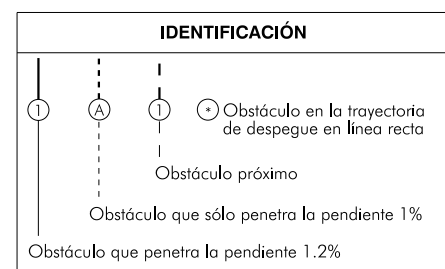 IDENTIFICACIÓN
1 A 1 * Obstáculo en la trayectoria
de despegue en línea recta
Obstáculo próximo
Obstáculo que sólo penetra la pendiente 1%
Obstáculo que penetra la pendiente 1.2%